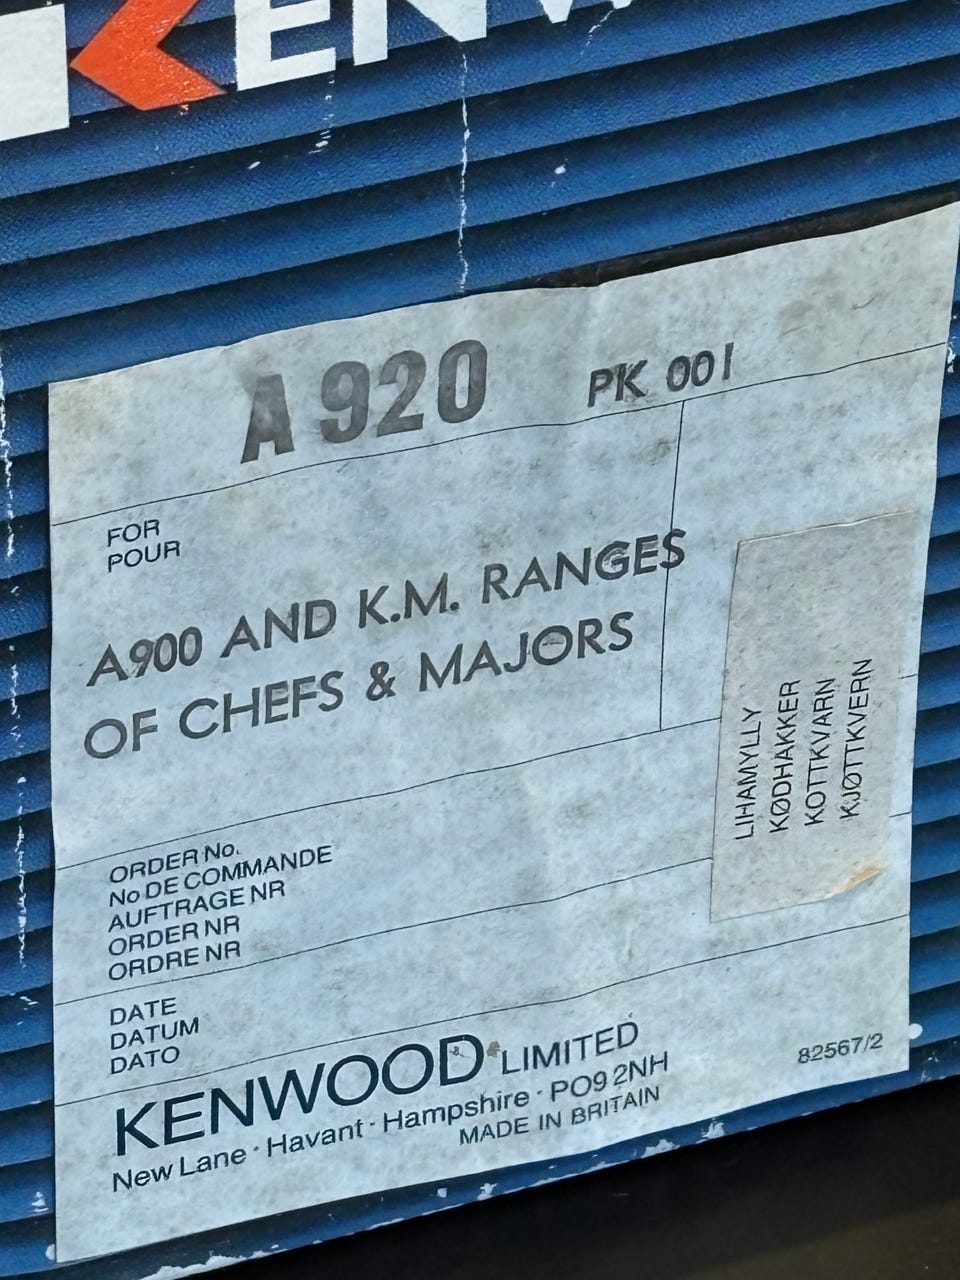 KENW
A920 PK 001
FOR
POUR
A900 AND K.M. RANGES
OF CHEFS & MAJORS
LIHAMYLLY
KØDHAKKER
KOTTKVARN
KJØTTKVERN
ORDER No.
No DE COMMANDE
AUFTRAGE NR
ORDER NR
ORDRE NR
DATE
DATUM
DATO
KENWOOD LIMITED
New Lane · Havant · Hampshire · PO9 2NH
MADE IN BRITAIN
82567/2